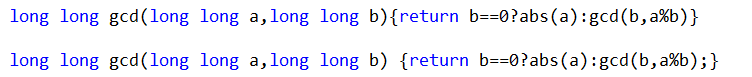 long long gcd(long long a,long long b){return b==0?abs(a):gcd(b,a%b)}
long long gcd(long long a,long long b) {return b==0?abs(a):gcd(b,a%b);}